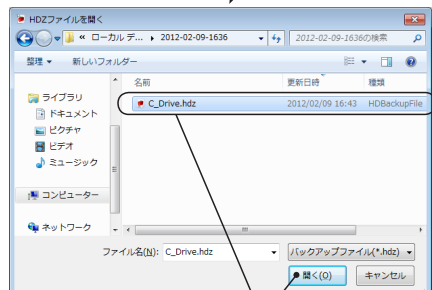 HDZファイルを開く
« ローカル デ... ▸ 2012-02-09-1636
2012-02-09-1636の検索
整理 ▼ 新しいフォルダー
名前 更新日時 種類
C_Drive.hdz 2012/02/09 16:43 HDBackupFile
ライブラリ
ドキュメント
ピクチャ
ビデオ
ミュージック
コンピューター
ネットワーク
ファイル名(N): C_Drive.hdz バックアップファイル(*.hdz)
開く(O) キャンセル